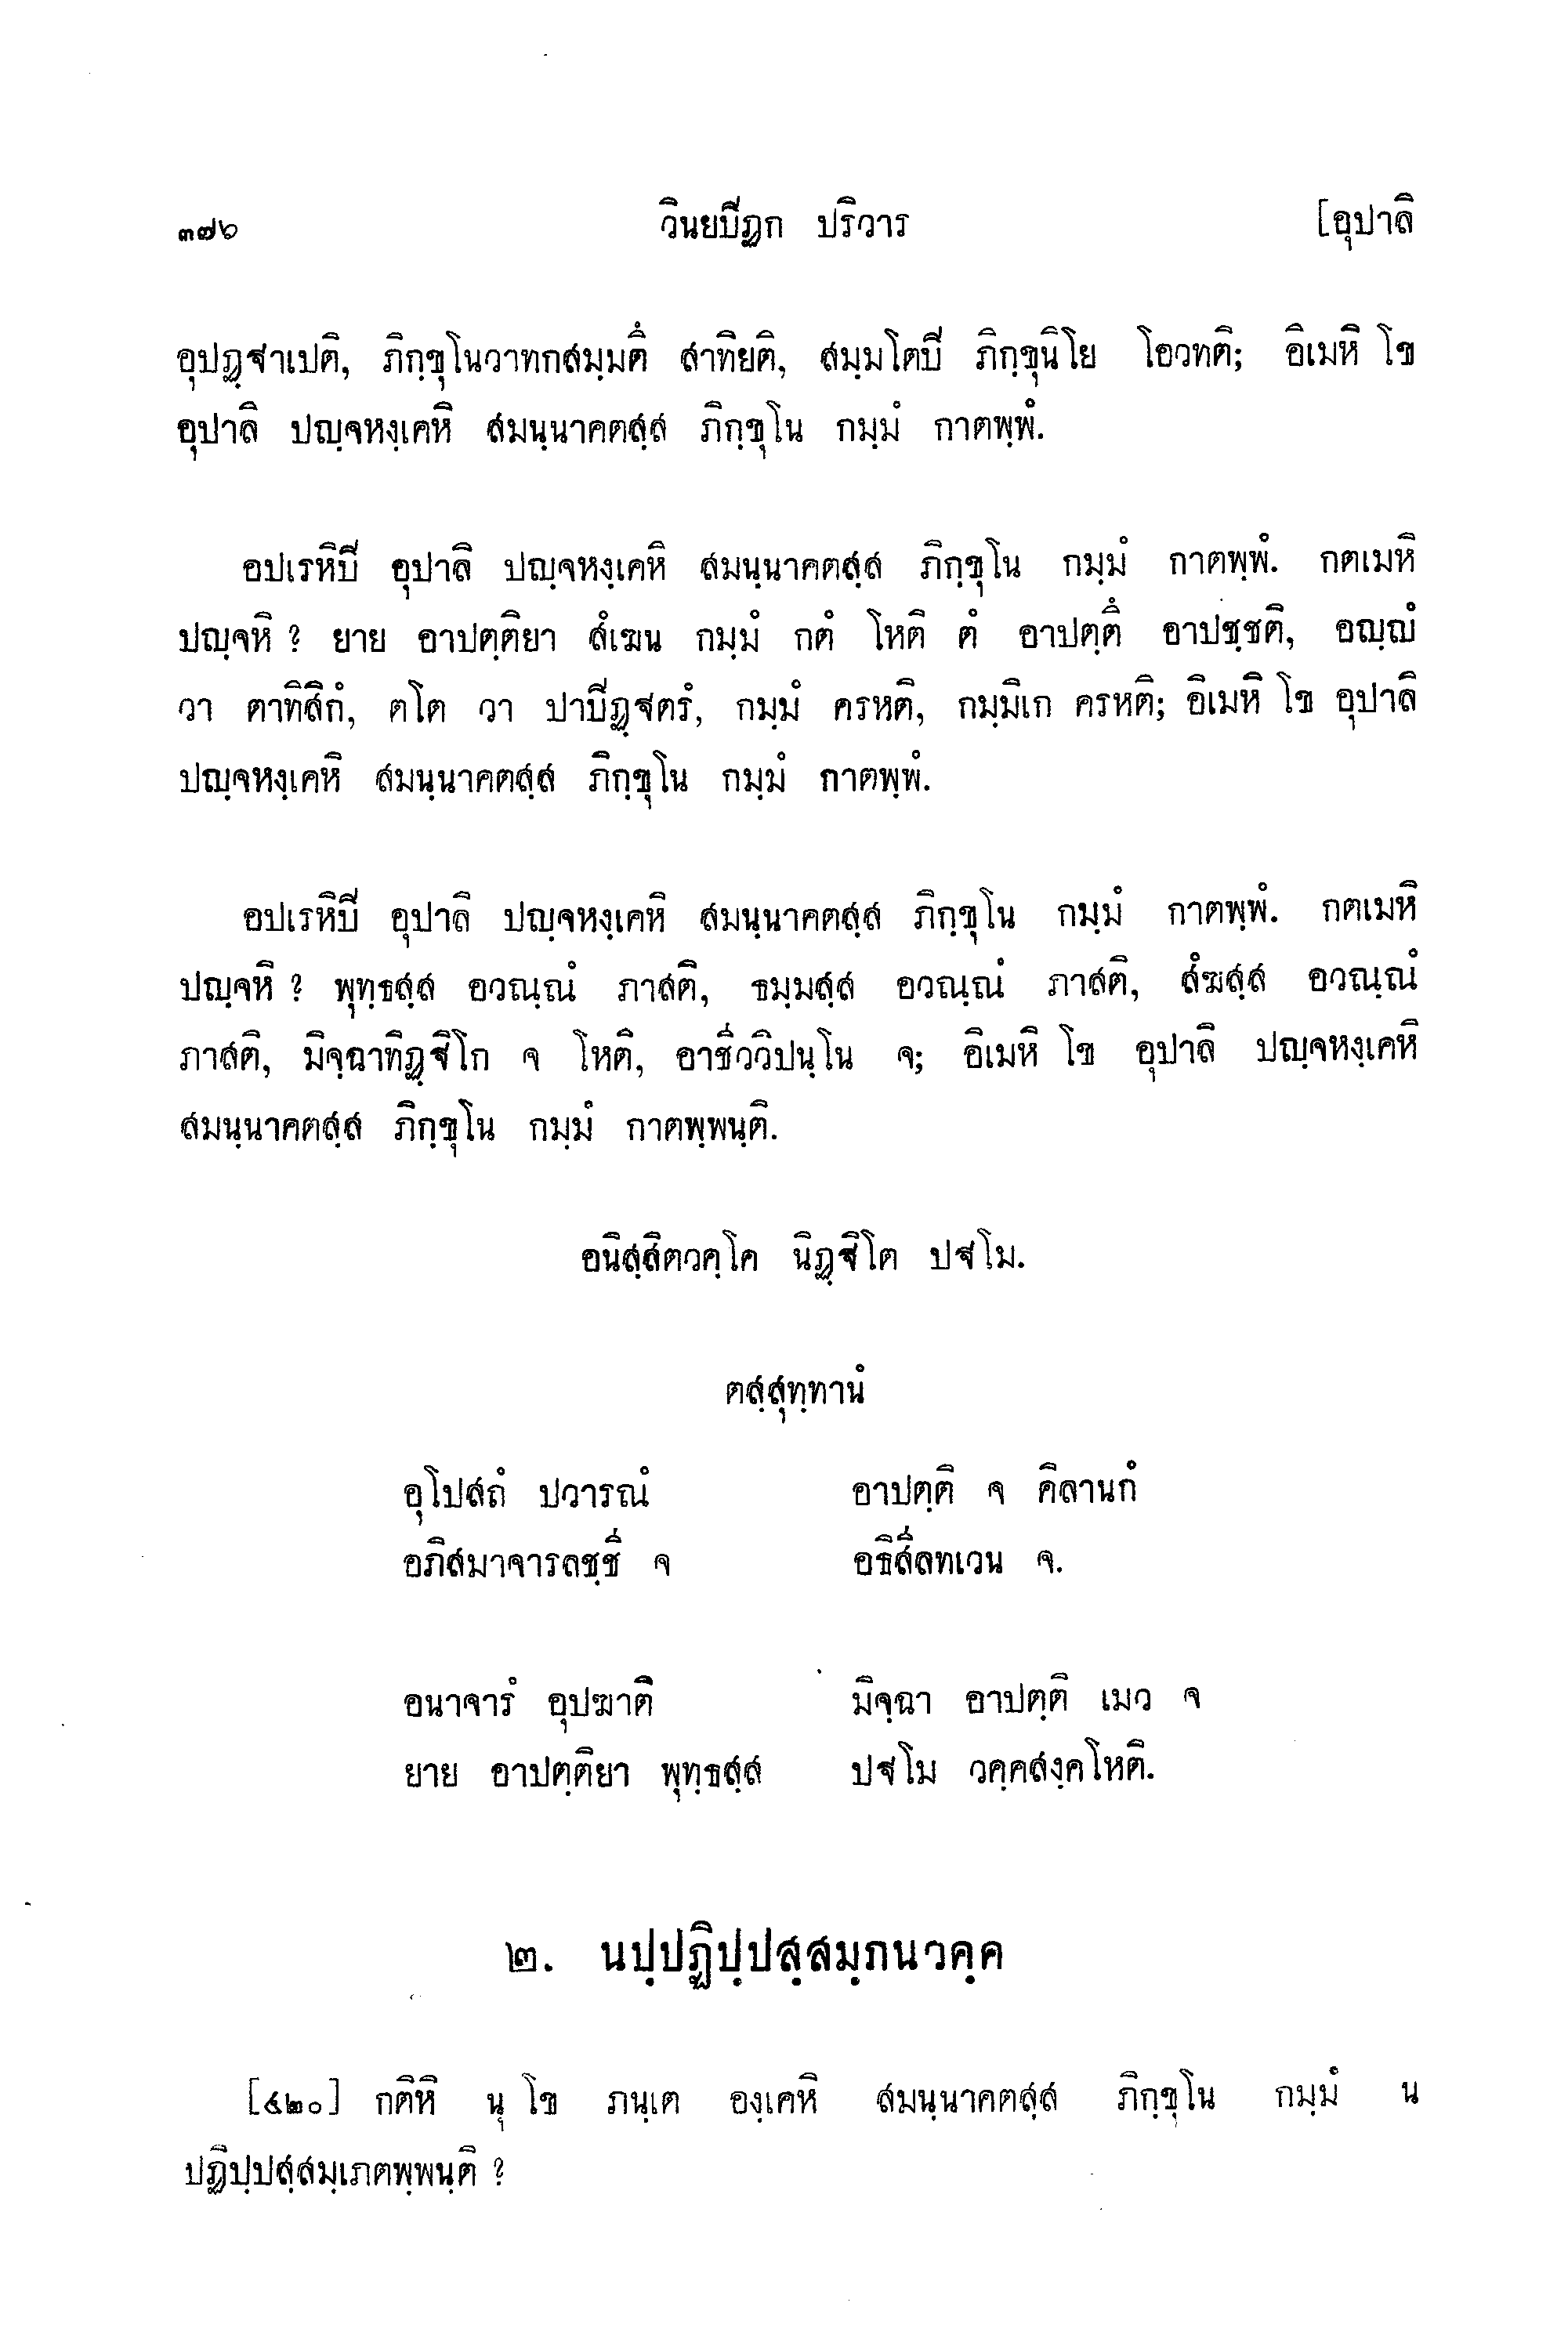 ๓๗๖ วินยปิฏก ปริวาร [อุปาลิ
อุปฏฺฐาเปติ, ภิกฺขุโนวาทกสมฺมตึ สาทิยติ, สมฺมโตปิ ภิกฺขุนิโย โอวทติ; อิเมหิ โข
อุปาลิ ปญฺจหงฺเคหิ สมนฺนาคตสฺส ภิกฺขุโน กมฺมํ กาตพฺพํ.
อปเรหิปิ อุปาลิ ปญฺจหงฺเคหิ สมนฺนาคตสฺส ภิกฺขุโน กมฺมํ กาตพฺพํ. กตเมหิ
ปญฺจหิ ? ยาย อาปตฺติยา สํเฆน กมฺมํ กตํ โหติ ตํ อาปตฺตึ อาปชฺชติ, อญฺญํ
วา ตาทิสิกํ, ตโต วา ปาปิฏฺฐตรํ, กมฺมํ ครหติ, กมฺมิเก ครหติ; อิเมหิ โข อุปาลิ
ปญฺจหงฺเคหิ สมนฺนาคตสฺส ภิกฺขุโน กมฺมํ กาตพฺพํ.
อปเรหิปิ อุปาลิ ปญฺจหงฺเคหิ สมนฺนาคตสฺส ภิกฺขุโน กมฺมํ กาตพฺพํ. กตเมหิ
ปญฺจหิ ? พุทฺธสฺส อวณฺณํ ภาสติ, ธมฺมสฺส อวณฺณํ ภาสติ, สํฆสฺส อวณฺณํ
ภาสติ, มิจฺฉาทิฏฺฐิโก จ โหติ, อาชีววิปนฺโน จ; อิเมหิ โข อุปาลิ ปญฺจหงฺเคหิ
สมนฺนาคตสฺส ภิกฺขุโน กมฺมํ กาตพฺพนฺติ.
อนิสฺสิตวคฺโค นิฏฺฐิโต ปฐโม.
ตสฺสุทฺทานํ
อุโปสถํ ปวารณํ อาปตฺติ จ คิลานกํ
อภิสมาจารลชฺชี จ อธิสีลทเวน จ.
อนาจารํ อุปฆาติ มิจฺฉา อาปตฺติ เมว จ
ยาย อาปตฺติยา พุทฺธสฺส ปฐโม วคฺคสงฺคโหติ.
๒. นปฺปฏิปฺปสฺสมฺภนวคฺค
[๔๒๐] กติหิ นุ โข ภนฺเต องฺเคหิ สมนฺนาคตสฺส ภิกฺขุโน กมฺมํ น
ปฏิปฺปสฺสมฺเภตพฺพนฺติ ?